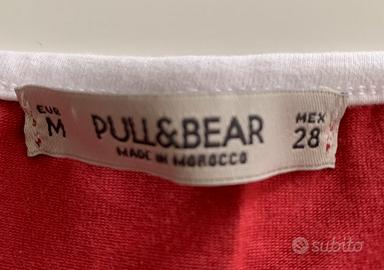 EUR
M
PULL&BEAR
MADE IN MOROCCO
MEX
28
subito